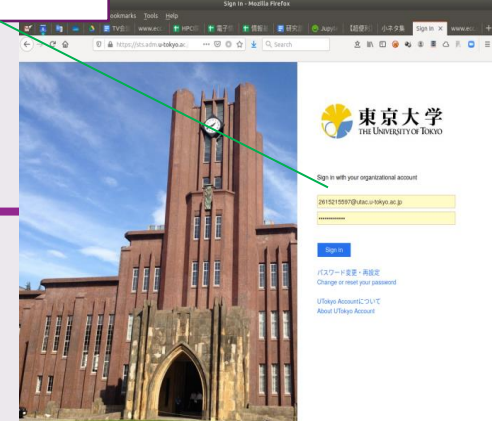 Sign In - Mozilla Firefox
ookmarks Tools Help
Sign In
https://sts.adm.u-tokyo.ac.
Search
東京大学
THE UNIVERSITY OF TOKYO
Sign in with your organizational account
2615215597@utac.u-tokyo.ac.jp
Sign in
パスワード変更・再設定
Change or reset your password
UTokyo Accountについて
About UTokyo Account